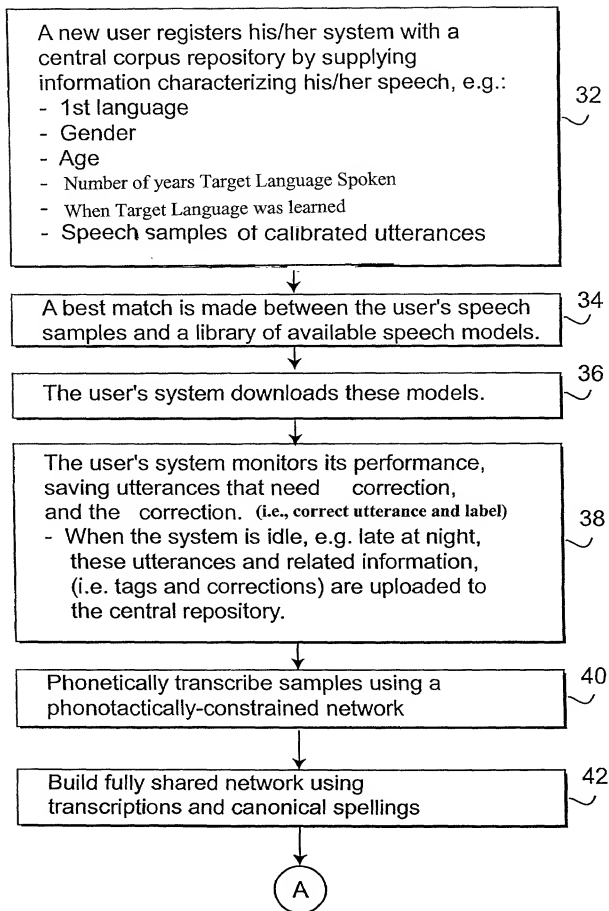 A new user registers his/her system with a
central corpus repository by supplying
information characterizing his/her speech, e.g.:
- 1st language
- Gender
- Age
- Number of years Target Language Spoken
- When Target Language was learned
- Speech samples of calibrated utterances
32
A best match is made between the user's speech
samples and a library of available speech models.
34
The user's system downloads these models.
36
The user's system monitors its performance,
saving utterances that need correction,
and the correction. (i.e., correct utterance and label)
- When the system is idle, e.g. late at night,
these utterances and related information,
(i.e. tags and corrections) are uploaded to
the central repository.
38
Phonetically transcribe samples using a
phonotactically-constrained network
40
Build fully shared network using
transcriptions and canonical spellings
42
A